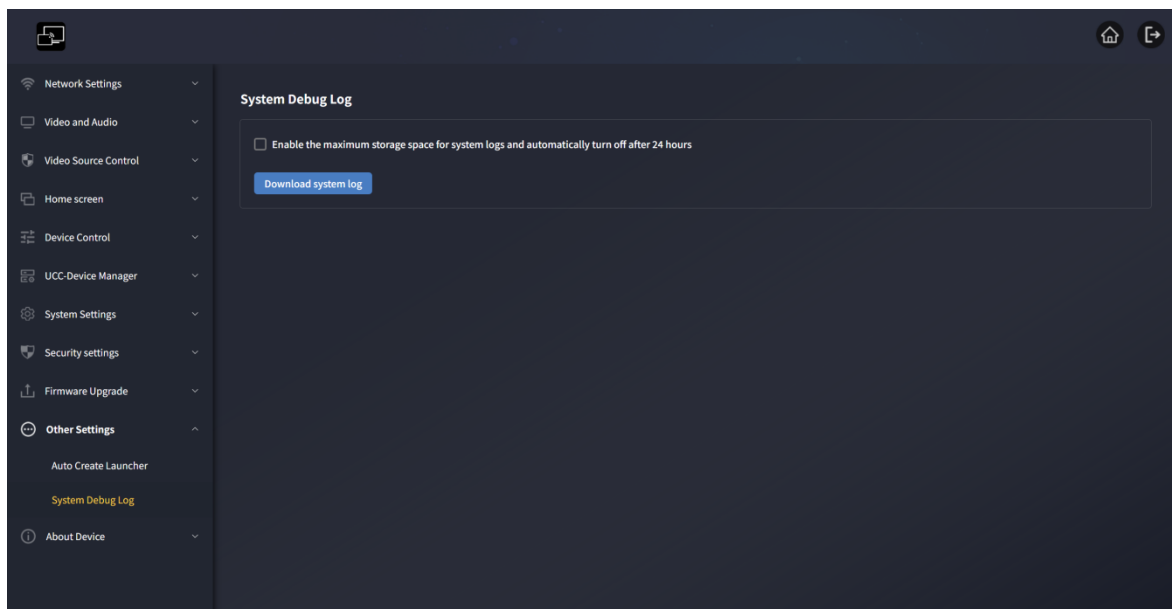 Network Settings
Video and Audio
Video Source Control
Home screen
Device Control
UCC-Device Manager
System Settings
Security settings
Firmware Upgrade
Other Settings
Auto Create Launcher
System Debug Log
About Device
System Debug Log
Enable the maximum storage space for system logs and automatically turn off after 24 hours
Download system log